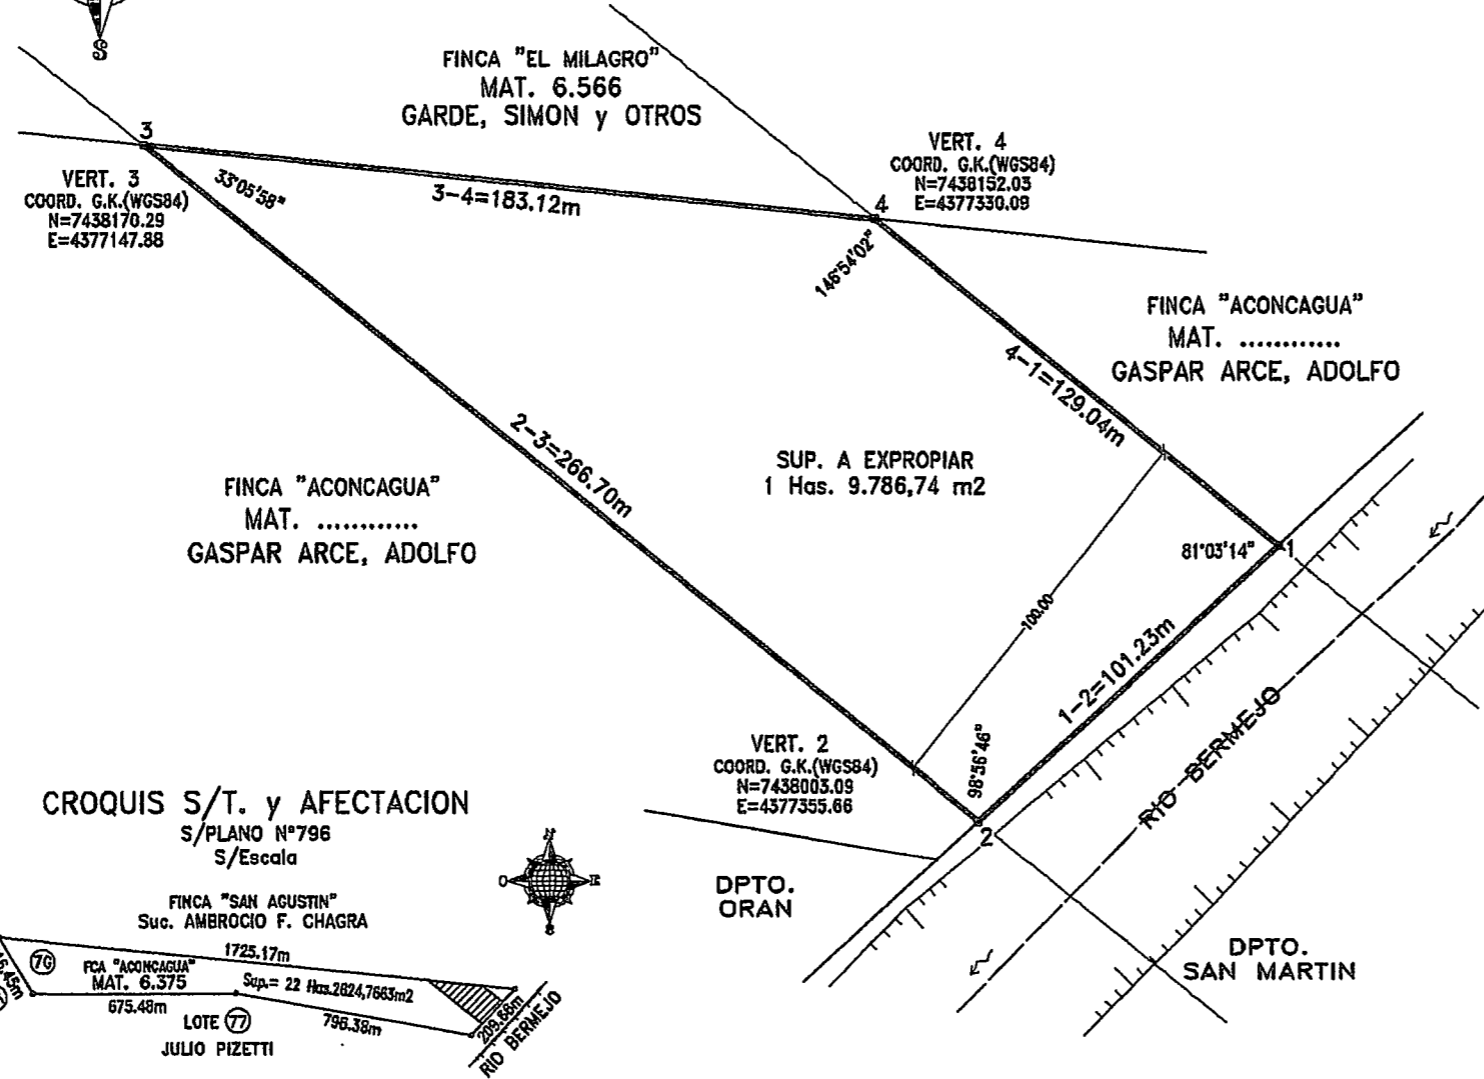 S
FINCA "EL MILAGRO"
MAT. 6.566
GARDE, SIMON y OTROS
3
VERT. 3
COORD. G.K.(WGS84)
N=7438170.29
E=4377147.88
33°05'58"
3-4=183.12m
VERT. 4
COORD. G.K.(WGS84)
N=7438152.03
E=4377330.09
4
146°54'02"
FINCA "ACONCAGUA"
MAT. ............
GASPAR ARCE, ADOLFO
4-1=129.04m
2-3=266.70m
SUP. A EXPROPIAR
1 Has. 9.786,74 m2
FINCA "ACONCAGUA"
MAT. ............
GASPAR ARCE, ADOLFO
81°03'14"
1
100.00
1-2=101.23m
RIO BERMEJO
98°56'46"
VERT. 2
COORD. G.K.(WGS84)
N=7438003.09
E=4377355.66
2
DPTO.
ORAN
DPTO.
SAN MARTIN
CROQUIS S/T. y AFECTACION
S/PLANO N°796
S/Escala
N
O
E
S
FINCA "SAN AGUSTIN"
Suc. AMBROCIO F. CHAGRA
1725.17m
7G
FCA "ACONCAGUA"
MAT. 6.375
Sup.= 22 Has.2624,7663m2
675.48m
796.38m
209.68m
RIO BERMEJO
LOTE 77
JULIO PIZETTI